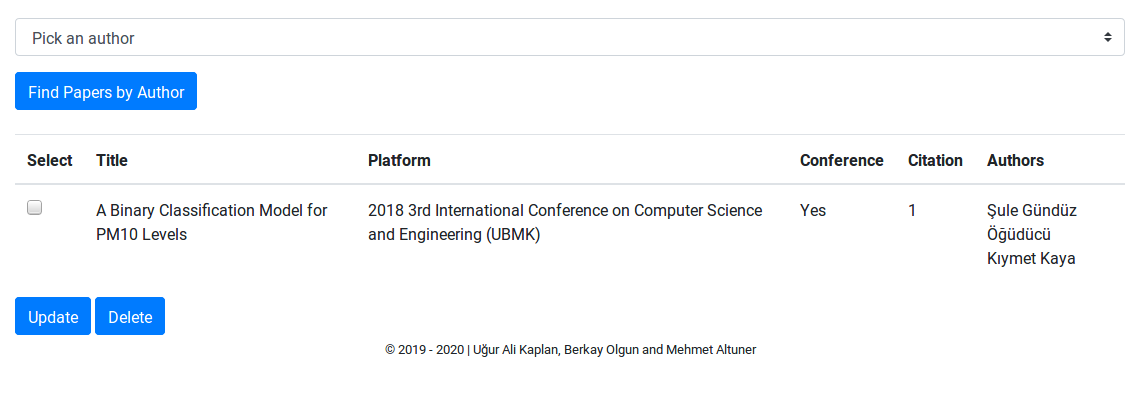 Pick an author
Find Papers by Author
Select Title Platform Conference Citation Authors
A Binary Classification Model for 2018 3rd International Conference on Computer Science Yes 1 Şule Gündüz
PM10 Levels and Engineering (UBMK) Öğüdücü
Kıymet Kaya
Update Delete
© 2019 - 2020 | Uğur Ali Kaplan, Berkay Olgun and Mehmet Altuner